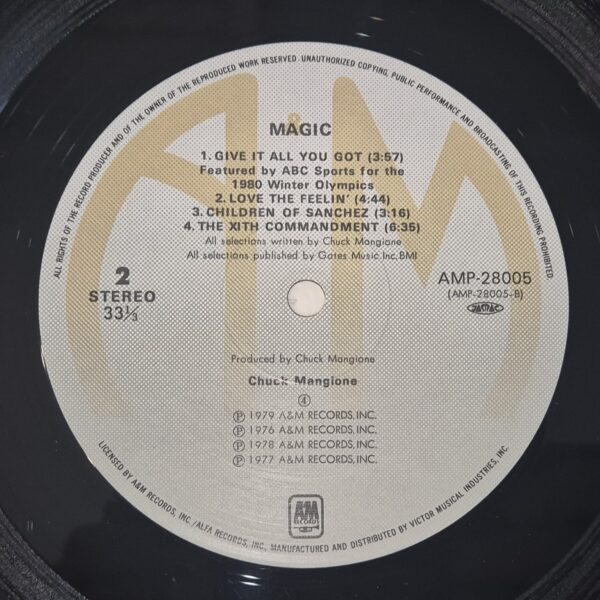 ALL RIGHTS OF THE RECORD PRODUCER AND OF THE OWNER OF THE REPRODUCED WORK RESERVED. UNAUTHORIZED COPYING, PUBLIC PERFORMANCE AND BROADCASTING OF THIS RECORDING PROHIBITED.
A&M
MAGIC
1. GIVE IT ALL YOU GOT (3:57)
Featured by ABC Sports for the
1980 Winter Olympics
2. LOVE THE FEELIN' (4:44)
3. CHILDREN OF SANCHEZ (3:16)
4. THE XITH COMMANDMENT (6:35)
All selections written by Chuck Mangione
All selections published by Gates Music.Inc.BMI
2
STEREO
33⅓
AMP-28005
(AMP-28005-B)
JASRAC
Produced by Chuck Mangione
Chuck Mangione
④
Ⓟ 1979 A&M RECORDS, INC.
Ⓟ 1976 A&M RECORDS, INC.
Ⓟ 1978 A&M RECORDS, INC.
Ⓟ 1977 A&M RECORDS, INC.
A&M
RECORDS
LICENSED BY A&M RECORDS, INC./ALFA RECORDS, INC., MANUFACTURED AND DISTRIBUTED BY VICTOR MUSICAL INDUSTRIES, INC.